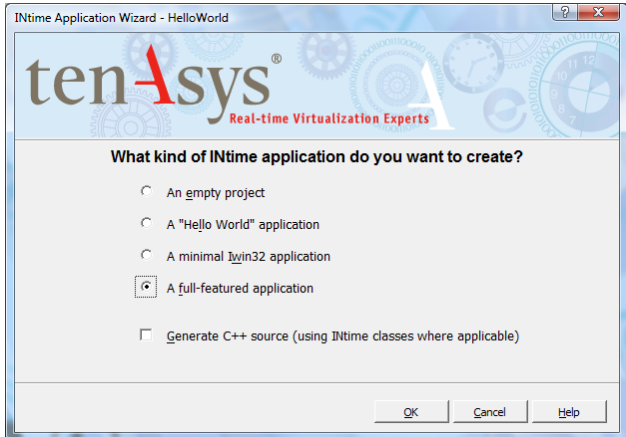 INtime Application Wizard - HelloWorld
tenAsys®
Real-time Virtualization Experts
What kind of INtime application do you want to create?
An empty project
A "Hello World" application
A minimal Iwin32 application
A full-featured application
Generate C++ source (using INtime classes where applicable)
OK Cancel Help